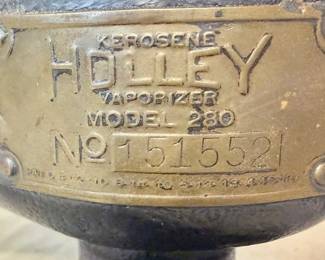 KEROSENE
HOLLEY
VAPORIZER
MODEL 280
No 151552